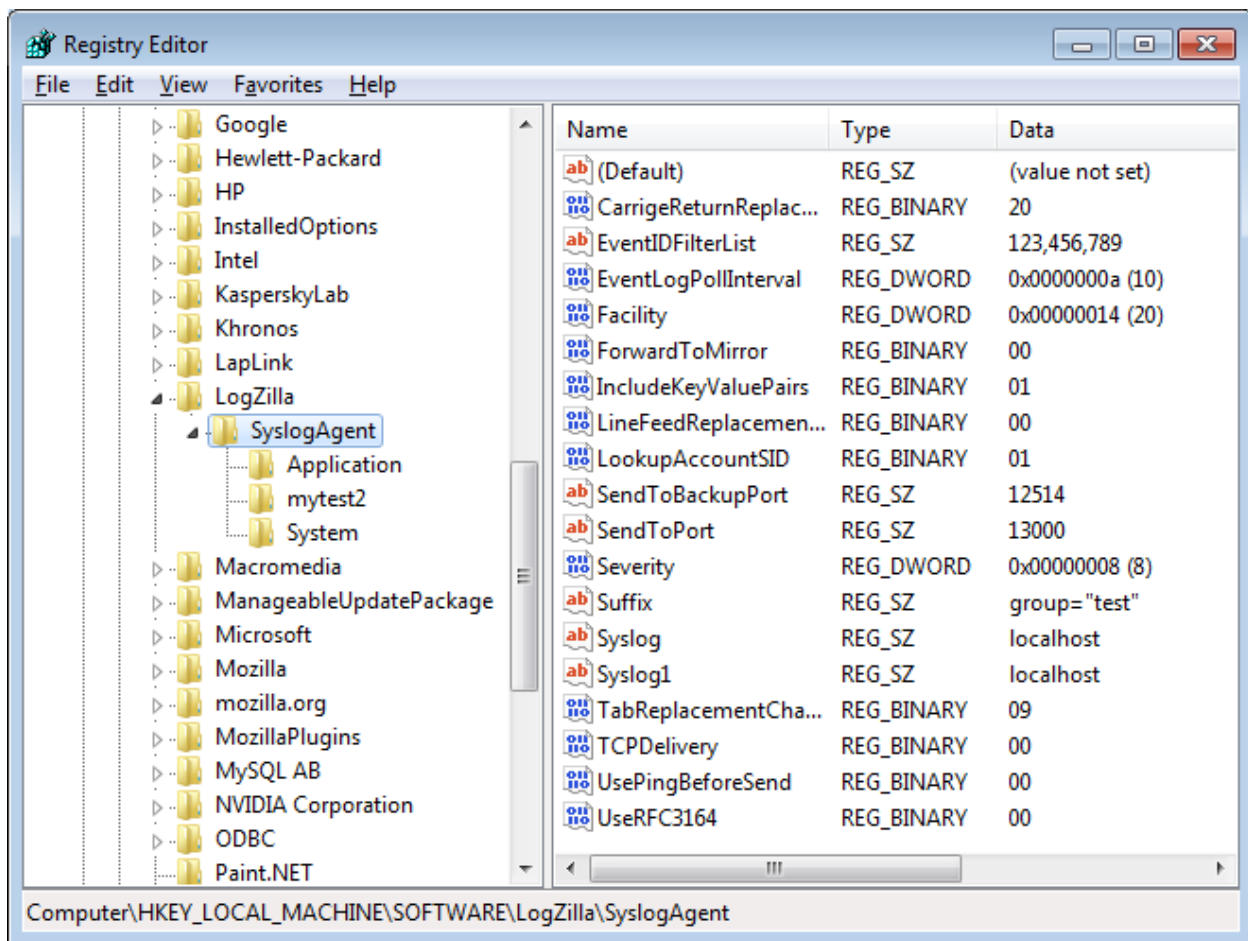 Registry Editor
File Edit View Favorites Help
Google
Hewlett-Packard
HP
InstalledOptions
Intel
KasperskyLab
Khronos
LapLink
LogZilla
SyslogAgent
Application
mytest2
System
Macromedia
ManageableUpdatePackage
Microsoft
Mozilla
mozilla.org
MozillaPlugins
MySQL AB
NVIDIA Corporation
ODBC
Paint.NET
Name Type Data
(Default) REG_SZ (value not set)
CarrigeReturnReplac... REG_BINARY 20
EventIDFilterList REG_SZ 123,456,789
EventLogPollInterval REG_DWORD 0x0000000a (10)
Facility REG_DWORD 0x00000014 (20)
ForwardToMirror REG_BINARY 00
IncludeKeyValuePairs REG_BINARY 01
LineFeedReplacemen... REG_BINARY 00
LookupAccountSID REG_BINARY 01
SendToBackupPort REG_SZ 12514
SendToPort REG_SZ 13000
Severity REG_DWORD 0x00000008 (8)
Suffix REG_SZ group="test"
Syslog REG_SZ localhost
Syslog1 REG_SZ localhost
TabReplacementCha... REG_BINARY 09
TCPDelivery REG_BINARY 00
UsePingBeforeSend REG_BINARY 00
UseRFC3164 REG_BINARY 00
Computer\HKEY_LOCAL_MACHINE\SOFTWARE\LogZilla\SyslogAgent